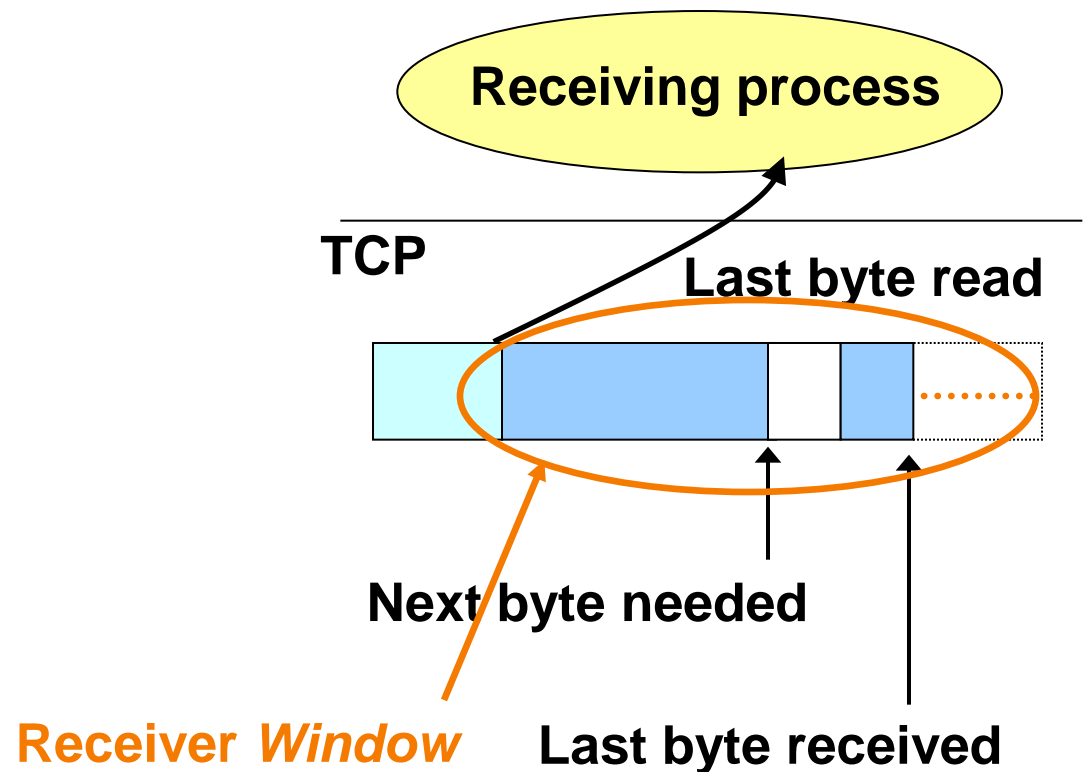 Receiving process
TCP
Last byte read
Next byte needed
Receiver Window
Last byte received